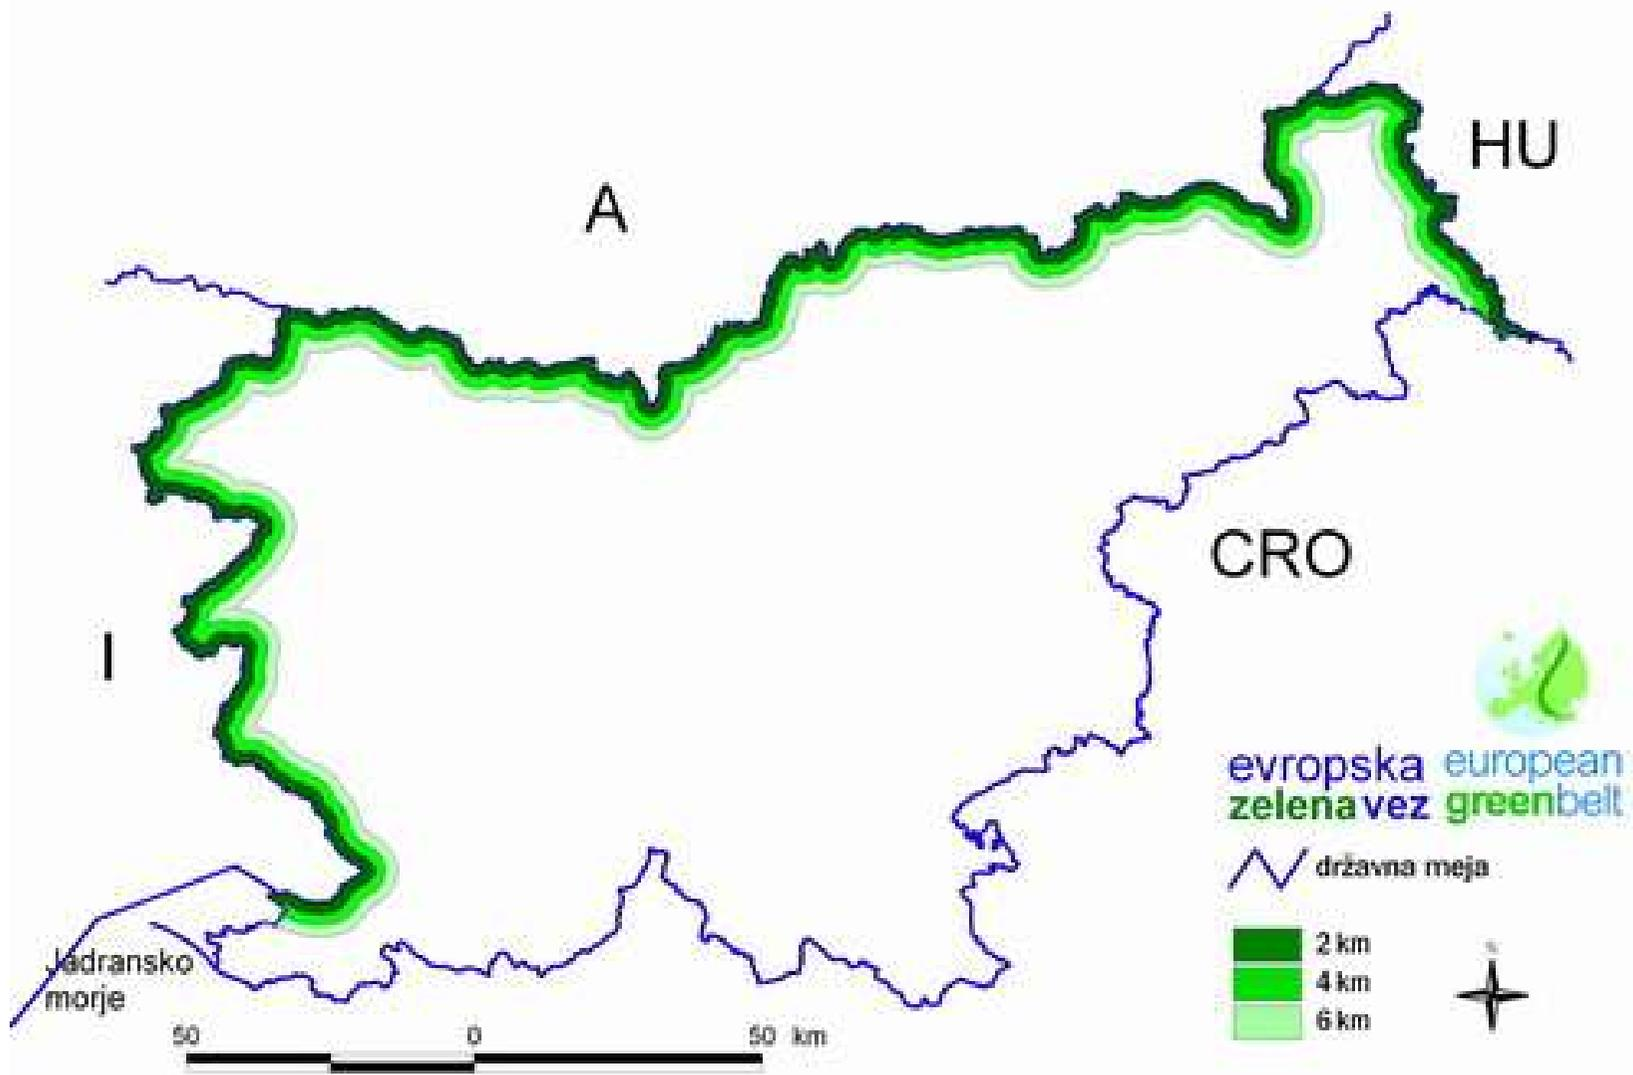 HU
A
CRO
I
evropska european
zelena vez greenbelt
državna meja
Jadransko
morje
2 km
4 km
6 km
50 0 50 km